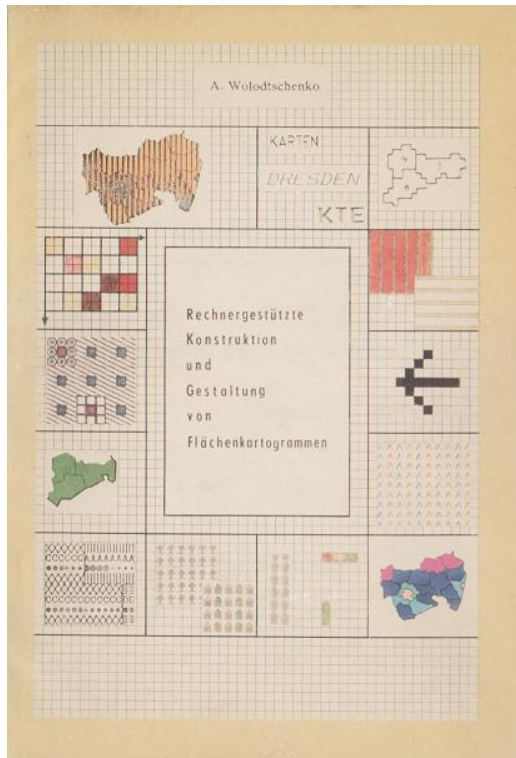 A. Wolodtschenko
KARTEN
DRESDEN
KTE
Rechnergestützte
Konstruktion
und
Gestaltung
von
Flächenkartogrammen